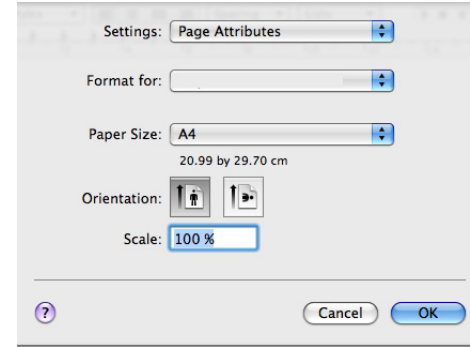 Settings: Page Attributes
Format for:
Paper Size: A4
20.99 by 29.70 cm
Orientation:
Scale: 100 %
? Cancel OK